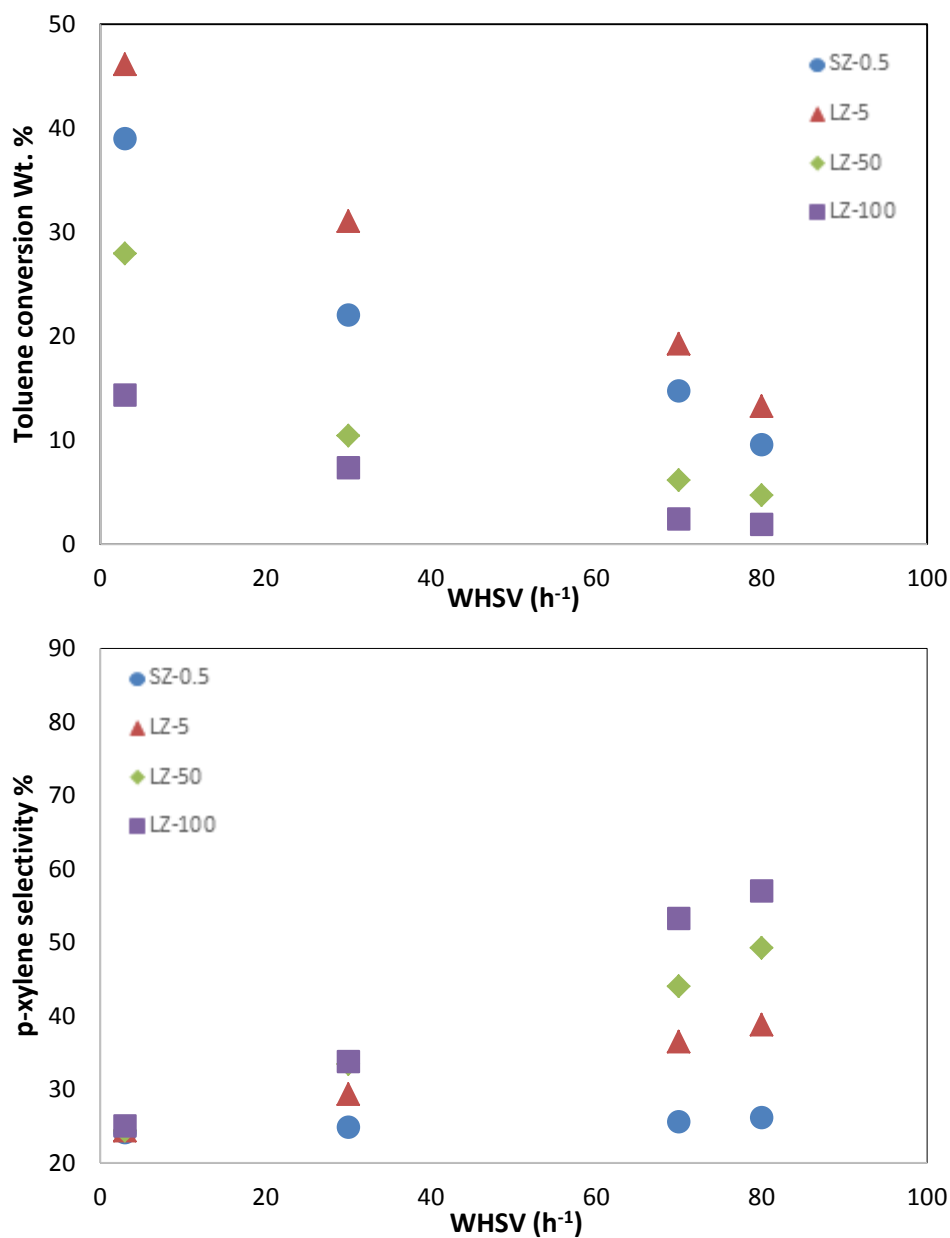 50
40
30
20
10
0
Toluene conversion Wt. %
SZ-0.5
LZ-5
LZ-50
LZ-100
0 20 40 60 80 100
WHSV (h⁻¹)
90
80
70
60
50
40
30
20
p-xylene selectivity %
SZ-0.5
LZ-5
LZ-50
LZ-100
0 20 40 60 80 100
WHSV (h⁻¹)